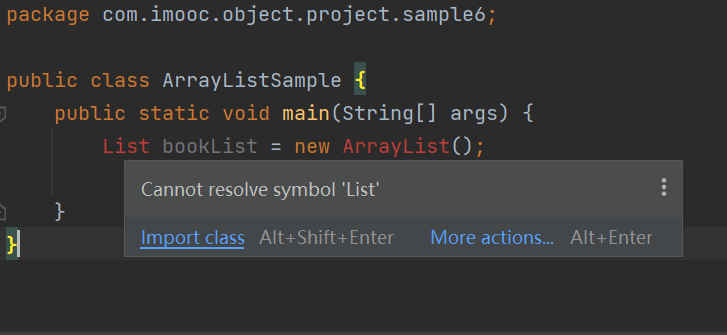 package com.imooc.object.project.sample6;
public class ArrayListSample {
public static void main(String[] args) {
List bookList = new ArrayList();
Cannot resolve symbol 'List'
Import class Alt+Shift+Enter More actions... Alt+Enter
}
}